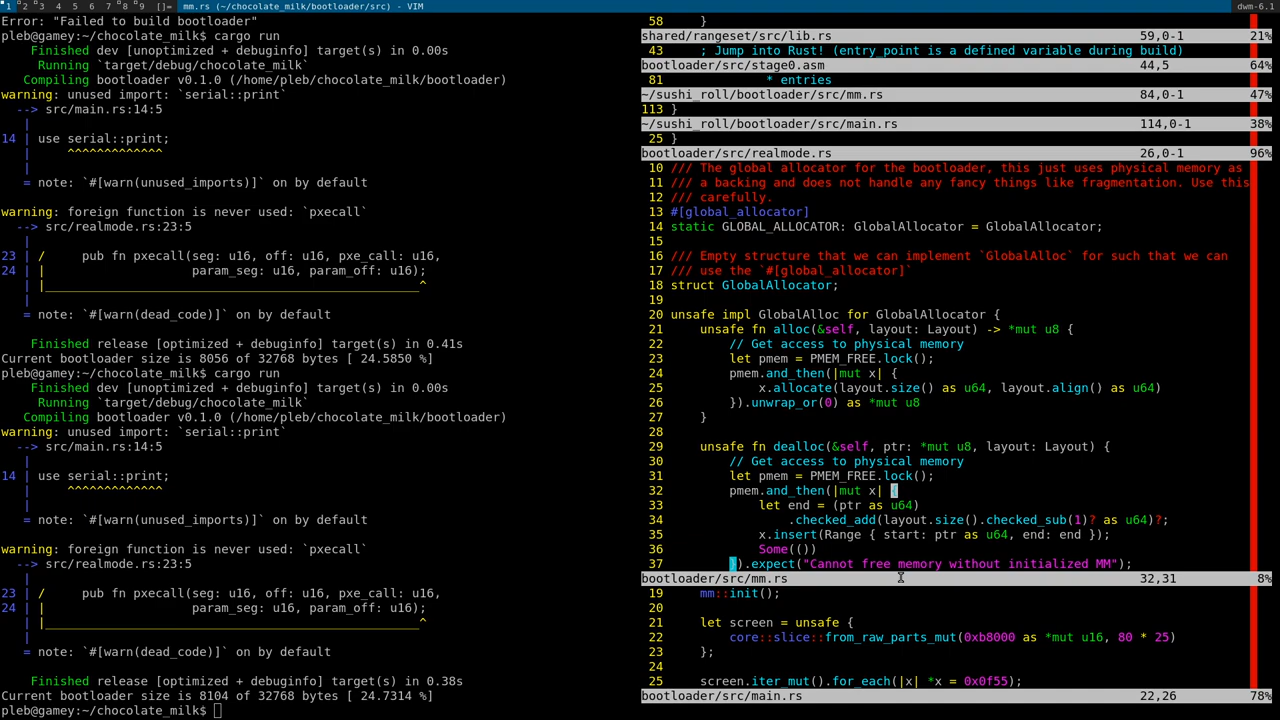 1 2 3 4 5 6 7 8 9 []= mm.rs (~/chocolate_milk/bootloader/src) - VIM dwm-6.1
Error: "Failed to build bootloader"
pleb@gamey:~/chocolate_milk$ cargo run
    Finished dev [unoptimized + debuginfo] target(s) in 0.00s
     Running `target/debug/chocolate_milk`
   Compiling bootloader v0.1.0 (/home/pleb/chocolate_milk/bootloader)
warning: unused import: `serial::print`
  --> src/main.rs:14:5
   |
14 | use serial::print;
   |     ^^^^^^^^^^^^^
   |
   = note: `#[warn(unused_imports)]` on by default

warning: foreign function is never used: `pxecall`
  --> src/realmode.rs:23:5
   |
23 | /     pub fn pxecall(seg: u16, off: u16, pxe_call: u16,
24 | |                    param_seg: u16, param_off: u16);
   | |___________________________________________________^
   |
   = note: `#[warn(dead_code)]` on by default

    Finished release [optimized + debuginfo] target(s) in 0.41s
Current bootloader size is 8056 of 32768 bytes [ 24.5850 %]
pleb@gamey:~/chocolate_milk$ cargo run
    Finished dev [unoptimized + debuginfo] target(s) in 0.00s
     Running `target/debug/chocolate_milk`
   Compiling bootloader v0.1.0 (/home/pleb/chocolate_milk/bootloader)
warning: unused import: `serial::print`
  --> src/main.rs:14:5
   |
14 | use serial::print;
   |     ^^^^^^^^^^^^^
   |
   = note: `#[warn(unused_imports)]` on by default

warning: foreign function is never used: `pxecall`
  --> src/realmode.rs:23:5
   |
23 | /     pub fn pxecall(seg: u16, off: u16, pxe_call: u16,
24 | |                    param_seg: u16, param_off: u16);
   | |___________________________________________________^
   |
   = note: `#[warn(dead_code)]` on by default

    Finished release [optimized + debuginfo] target(s) in 0.38s
Current bootloader size is 8104 of 32768 bytes [ 24.7314 %]
pleb@gamey:~/chocolate_milk$
58     }
shared/rangeset/src/lib.rs 59,0-1 21%
43     ; Jump into Rust! (entry_point is a defined variable during build)
bootloader/src/stage0.asm 44,5 64%
81              * entries
~/sushi_roll/bootloader/src/mm.rs 84,0-1 47%
113 }
~/sushi_roll/bootloader/src/main.rs 114,0-1 38%
25 }
bootloader/src/realmode.rs 26,0-1 96%
10 /// The global allocator for the bootloader, this just uses physical memory as
11 /// a backing and does not handle any fancy things like fragmentation. Use this
12 /// carefully.
13 #[global_allocator]
14 static GLOBAL_ALLOCATOR: GlobalAllocator = GlobalAllocator;
15
16 /// Empty structure that we can implement `GlobalAlloc` for such that we can
17 /// use the `#[global_allocator]`
18 struct GlobalAllocator;
19
20 unsafe impl GlobalAlloc for GlobalAllocator {
21     unsafe fn alloc(&self, layout: Layout) -> *mut u8 {
22         // Get access to physical memory
23         let pmem = PMEM_FREE.lock();
24         pmem.and_then(|mut x| {
25             x.allocate(layout.size() as u64, layout.align() as u64)
26         }).unwrap_or(0) as *mut u8
27     }
28
29     unsafe fn dealloc(&self, ptr: *mut u8, layout: Layout) {
30         // Get access to physical memory
31         let pmem = PMEM_FREE.lock();
32         pmem.and_then(|mut x| {
33             let end = (ptr as u64)
34                 .checked_add(layout.size().checked_sub(1)? as u64)?;
35             x.insert(Range { start: ptr as u64, end: end });
36             Some(())
37         }).expect("Cannot free memory without initialized MM");
bootloader/src/mm.rs 32,31 8%
19     mm::init();
20
21     let screen = unsafe {
22         core::slice::from_raw_parts_mut(0xb8000 as *mut u16, 80 * 25)
23     };
24
25     screen.iter_mut().for_each(|x| *x = 0x0f55);
bootloader/src/main.rs 22,26 78%